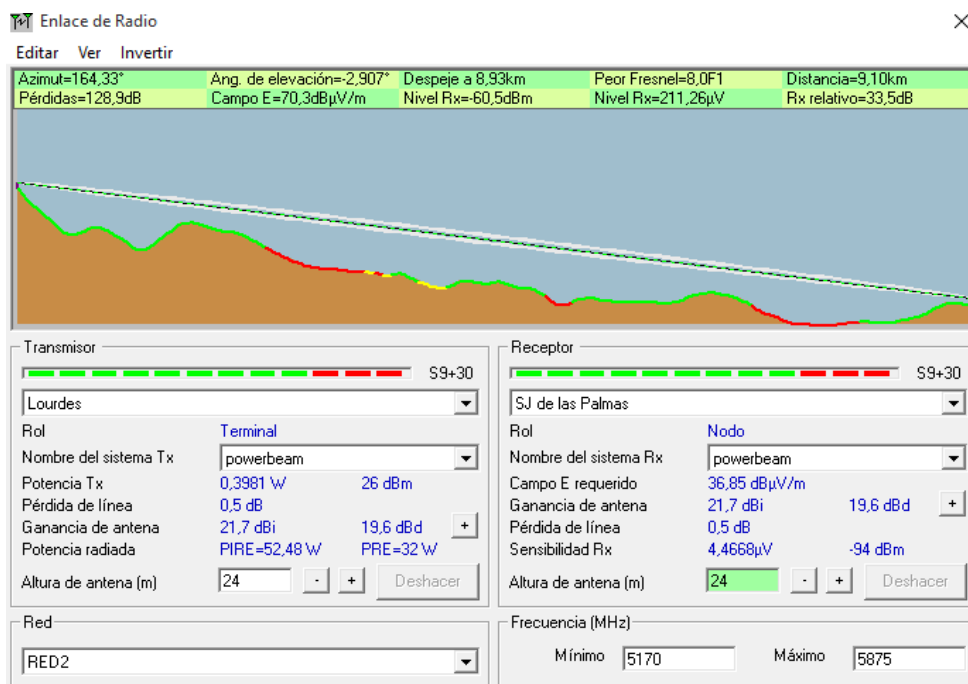 Enlace de Radio
Editar Ver Invertir
Azimut=164,33° Ang. de elevación=-2,907° Despeje a 8,93km Peor Fresnel=8,0F1 Distancia=9,10km
Pérdidas=128,9dB Campo E=70,3dBµV/m Nivel Rx=-60,5dBm Nivel Rx=211,26µV Rx relativo=33,5dB
Transmisor
S9+30
Lourdes
Rol Terminal
Nombre del sistema Tx powerbeam
Potencia Tx 0,3981 W 26 dBm
Pérdida de línea 0,5 dB
Ganancia de antena 21,7 dBi 19,6 dBd +
Potencia radiada PIRE=52,48 W PRE=32 W
Altura de antena (m) 24 - + Deshacer
Red
RED2
Receptor
S9+30
SJ de las Palmas
Rol Nodo
Nombre del sistema Rx powerbeam
Campo E requerido 36,85 dBµV/m
Ganancia de antena 21,7 dBi 19,6 dBd +
Pérdida de línea 0,5 dB
Sensibilidad Rx 4,4668µV -94 dBm
Altura de antena (m) 24 - + Deshacer
Frecuencia (MHz)
Mínimo 5170 Máximo 5875